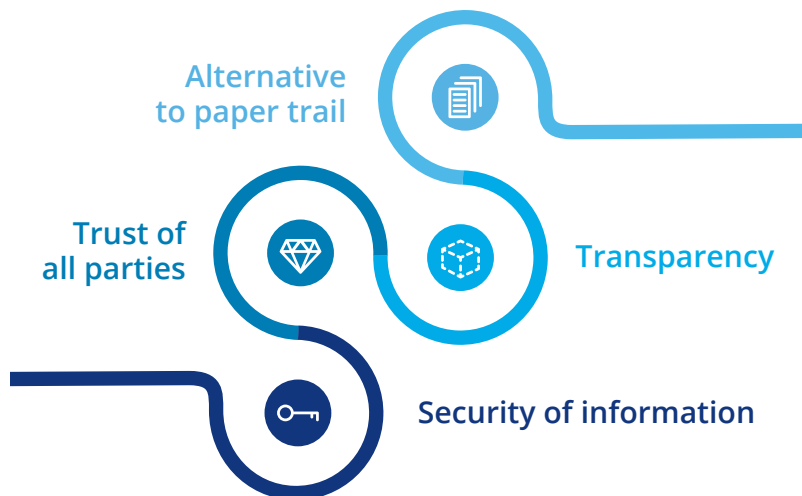 Alternative
to paper trail
Trust of
all parties
Transparency
Security of information